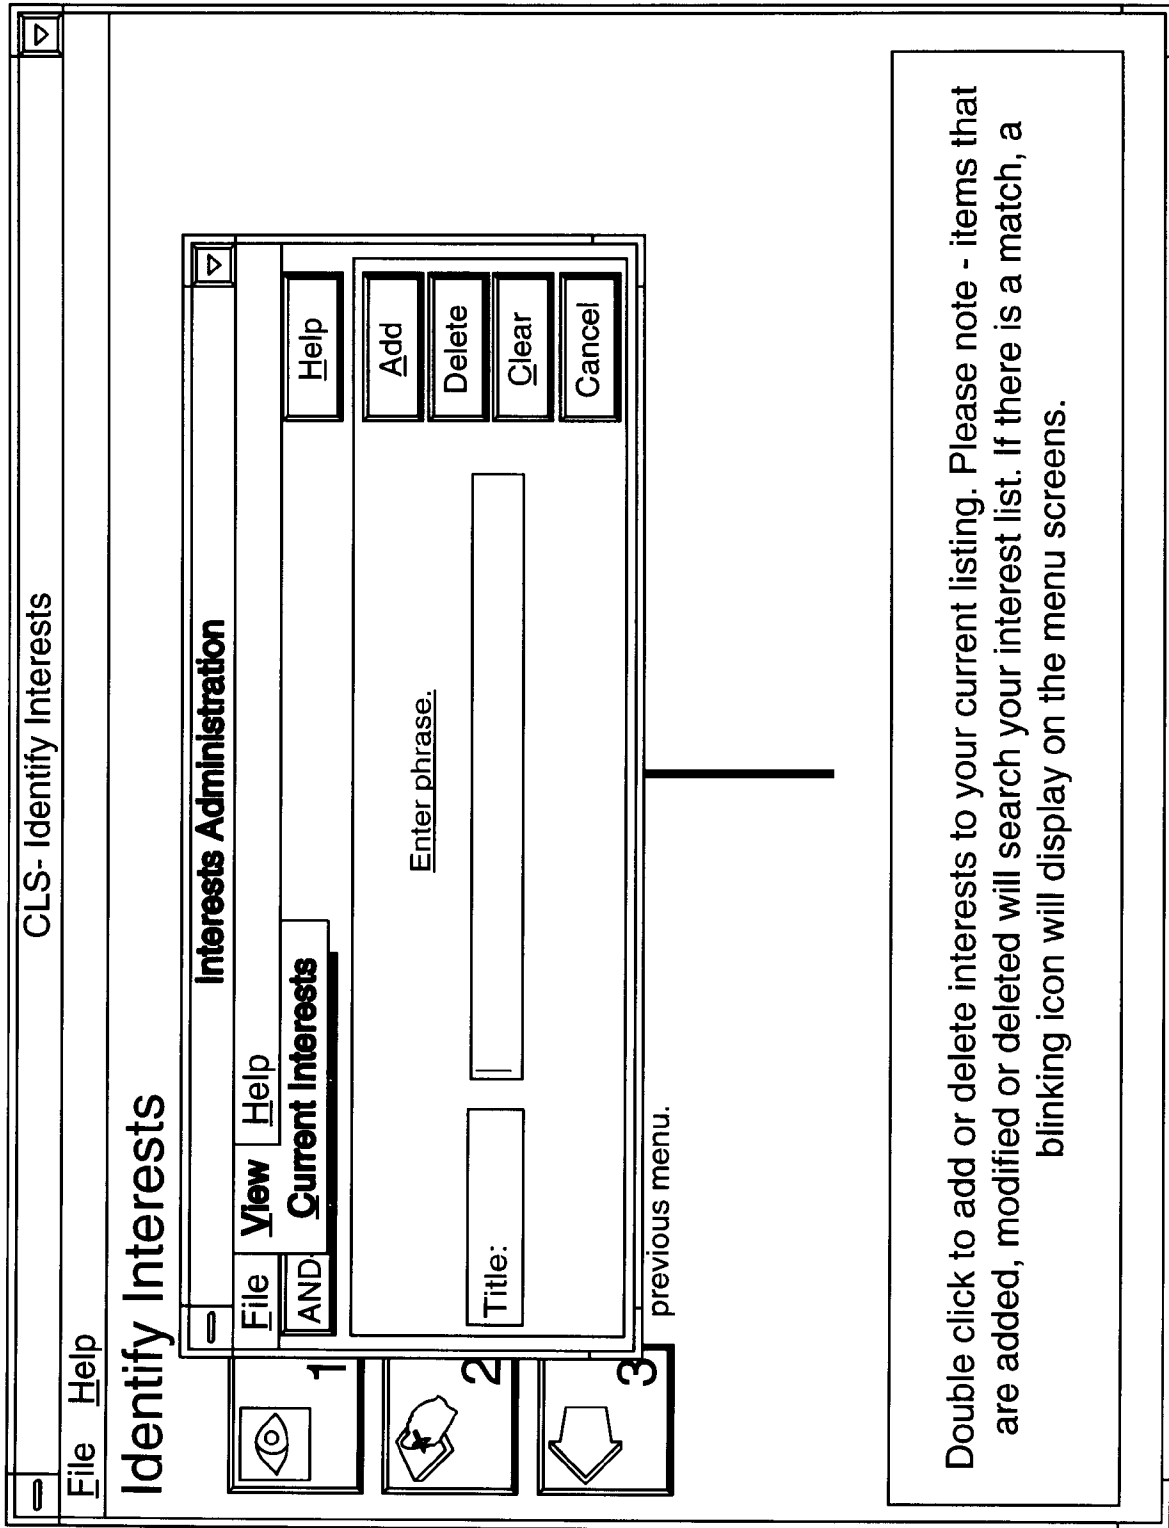 CLS- Identify Interests
File Help
Identify Interests
Interests Administration
File View Help
AND
Current Interests
Help
Enter phrase.
Title:
Add
Delete
Clear
Cancel
1
2
3
previous menu.
Double click to add or delete interests to your current listing. Please note - items that
are added, modified or deleted will search your interest list. If there is a match, a
blinking icon will display on the menu screens.